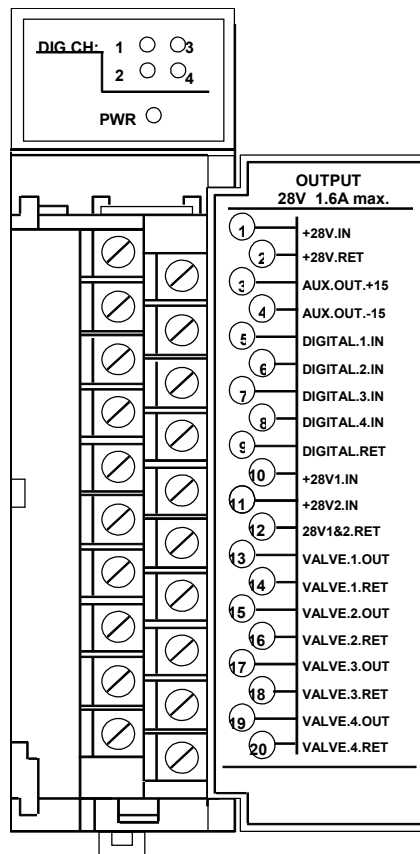 DIG.CH: 1 3
2 4
PWR
OUTPUT
28V 1.6A max.
1 +28V.IN
2 +28V.RET
3 AUX.OUT.+15
4 AUX.OUT.-15
5 DIGITAL.1.IN
6 DIGITAL.2.IN
7 DIGITAL.3.IN
8 DIGITAL.4.IN
9 DIGITAL.RET
10 +28V1.IN
11 +28V2.IN
12 28V1&2.RET
13 VALVE.1.OUT
14 VALVE.1.RET
15 VALVE.2.OUT
16 VALVE.2.RET
17 VALVE.3.OUT
18 VALVE.3.RET
19 VALVE.4.OUT
20 VALVE.4.RET